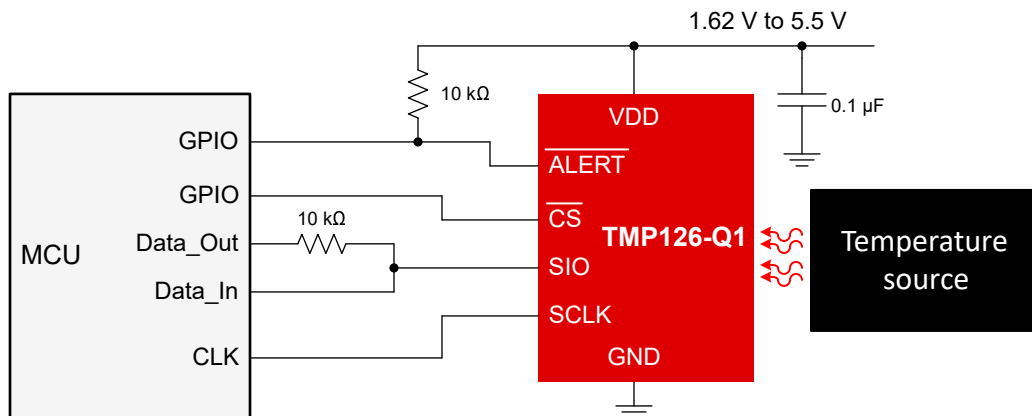 1.62 V to 5.5 V
10 kΩ
0.1 µF
VDD
GPIO
ALERT
GPIO
CS
10 kΩ
MCU
Data_Out
TMP126-Q1
Temperature
source
SIO
Data_In
SCLK
CLK
GND